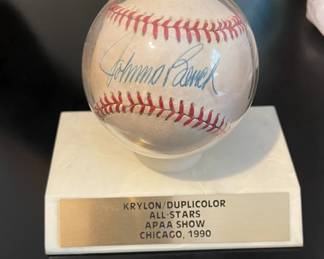 Johnny Bench
KRYLON/DUPLICOLOR
ALL-STARS
APAA SHOW
CHICAGO, 1990